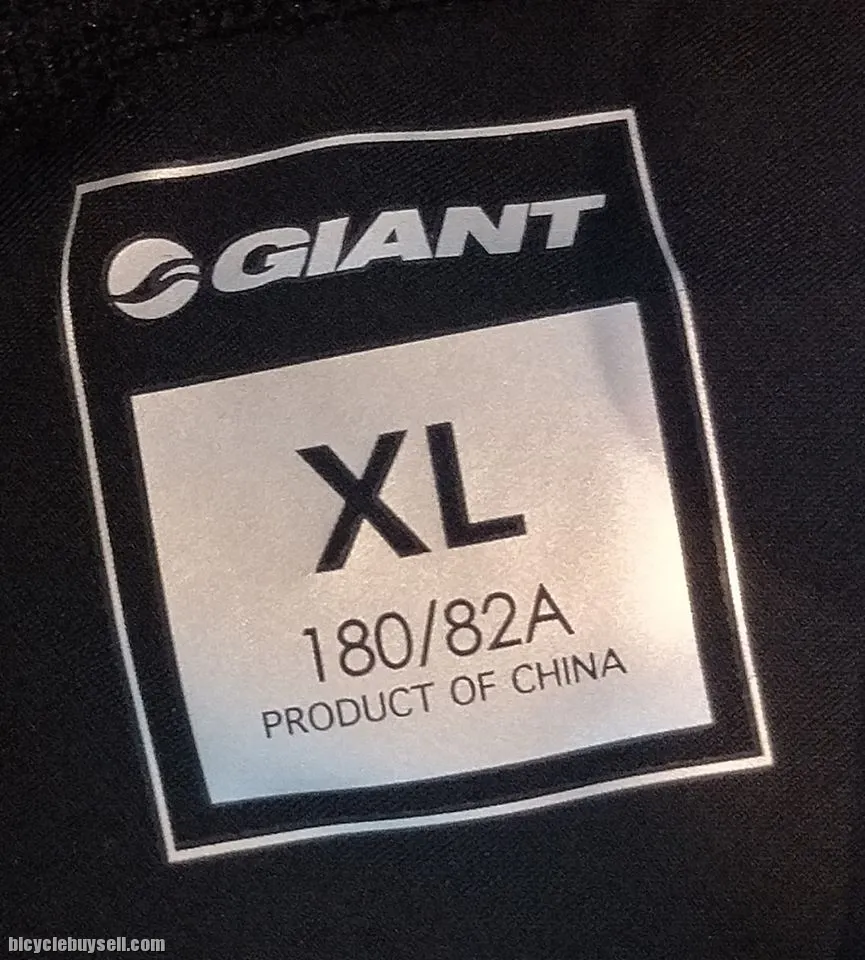 GIANT
XL
180/82A
PRODUCT OF CHINA
bicyclebuysell.com